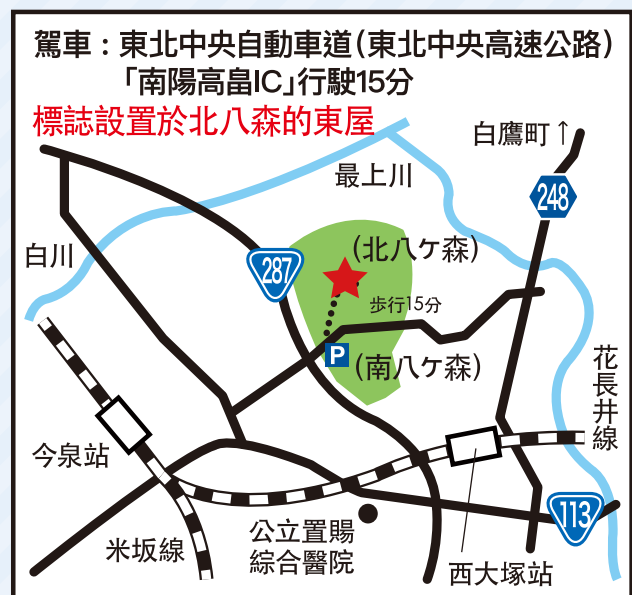 駕車：東北中央自動車道（東北中央高速公路）
「南陽高畠IC」行駛15分
標誌設置於北八森的東屋
白鷹町↑
最上川
248
白川
(北八ケ森)
287
歩行15分
P
(南八ケ森)
花長井線
今泉站
113
米坂線
公立置賜
綜合醫院
西大塚站